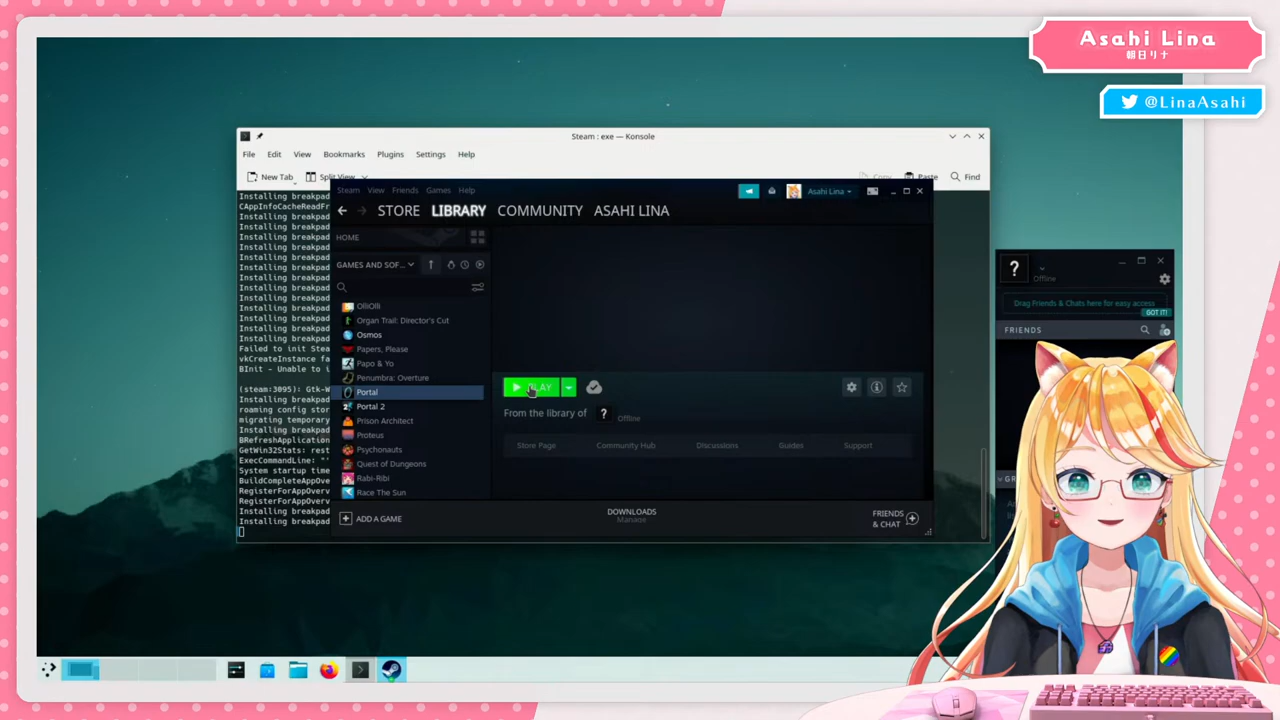 Asahi Lina
朝日リナ
@LinaAsahi
Steam : exe — Konsole
File Edit View Bookmarks Plugins Settings Help
New Tab Split View Copy Paste Find
Installing breakpad
CAppInfoCacheReadFr
Installing breakpad
Installing breakpad
Installing breakpad
Installing breakpad
Installing breakpad
Installing breakpad
Installing breakpad
Installing breakpad
Installing breakpad
Installing breakpad
Installing breakpad
Installing breakpad
Installing breakpad
Failed to init Stea
vkCreateInstance fa
BInit - Unable to i
(steam:3095): Gtk-W
Installing breakpad
roaming config stor
migrating temporary
Installing breakpad
BRefreshApplication
GetWin32Stats: rest
ExecCommandLine: "'
System startup time
BuildCompleteAppOve
RegisterForAppOverv
RegisterForAppOverv
Installing breakpad
Installing breakpad
Steam View Friends Games Help
Asahi Lina
STORE LIBRARY COMMUNITY ASAHI LINA
HOME
GAMES AND SOF...
OlliOlli
Organ Trail: Director's Cut
Osmos
Papers, Please
Papo & Yo
Penumbra: Overture
Portal
Portal 2
Prison Architect
Proteus
Psychonauts
Quest of Dungeons
Rabi-Ribi
Race The Sun
PLAY
From the library of ? Offline
Store Page Community Hub Discussions Guides Support
ADD A GAME
DOWNLOADS
Manage
FRIENDS
& CHAT
?
Offline
Drag Friends & Chats here for easy access
GOT IT!
FRIENDS